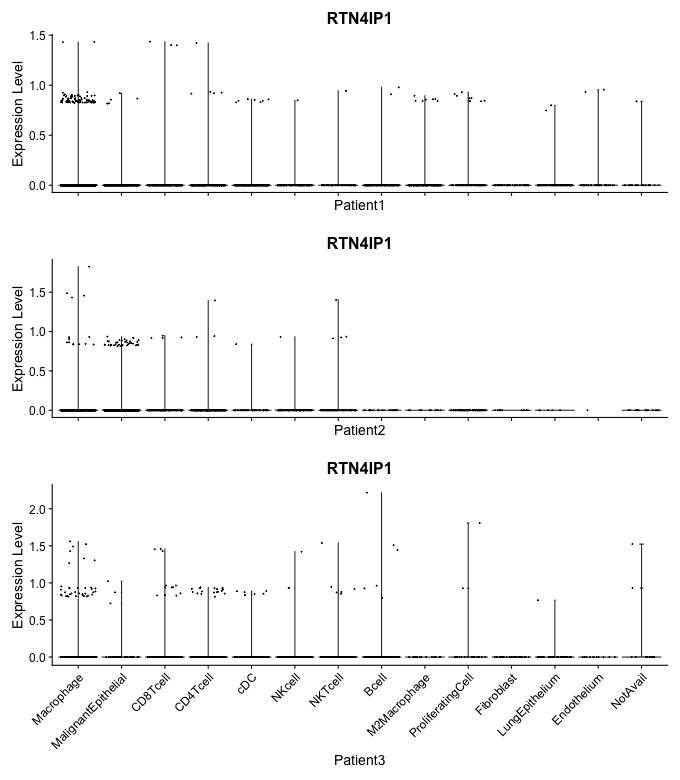 RTN4IP1
Expression Level
1.5
1.0
0.5
0.0
Patient1
RTN4IP1
Expression Level
1.5
1.0
0.5
0.0
Patient2
RTN4IP1
Expression Level
2.0
1.5
1.0
0.5
0.0
Macrophage
MalignantEpithelial
CD8Tcell
CD4Tcell
cDC
NKcell
NKTcell
Bcell
M2Macrophage
ProliferatingCell
Fibroblast
LungEpithelium
Endothelium
NotAvail
Patient3